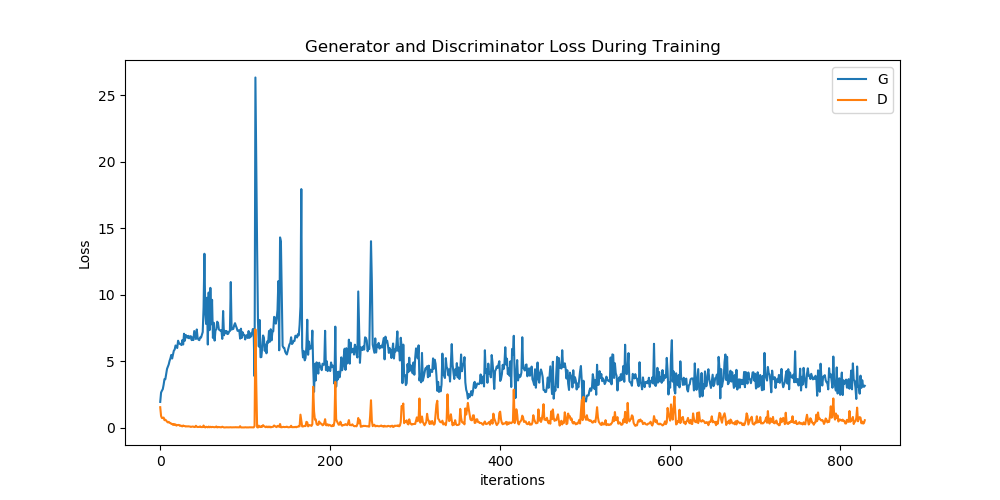 Generator and Discriminator Loss During Training
G
D
Loss
25
20
15
10
5
0
0 200 400 600 800
iterations